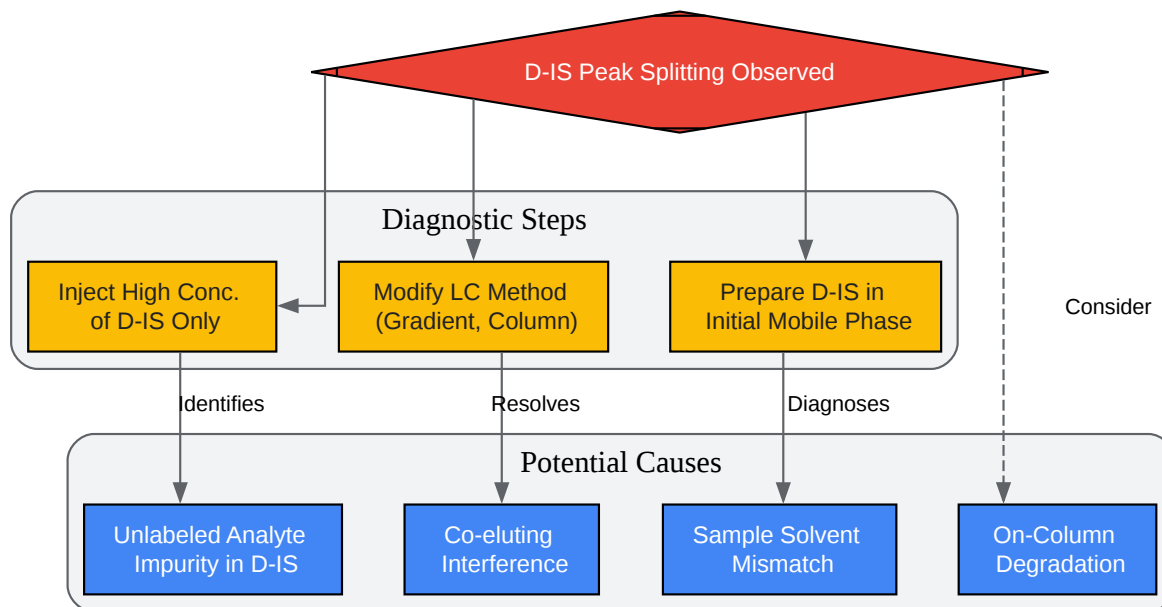 D-IS Peak Splitting Observed
Diagnostic Steps
Inject High Conc.
of D-IS Only
Modify LC Method
(Gradient, Column)
Prepare D-IS in
Initial Mobile Phase
Consider
Identifies
Resolves
Diagnoses
Potential Causes
Unlabeled Analyte
Impurity in D-IS
Co-eluting
Interference
Sample Solvent
Mismatch
On-Column
Degradation